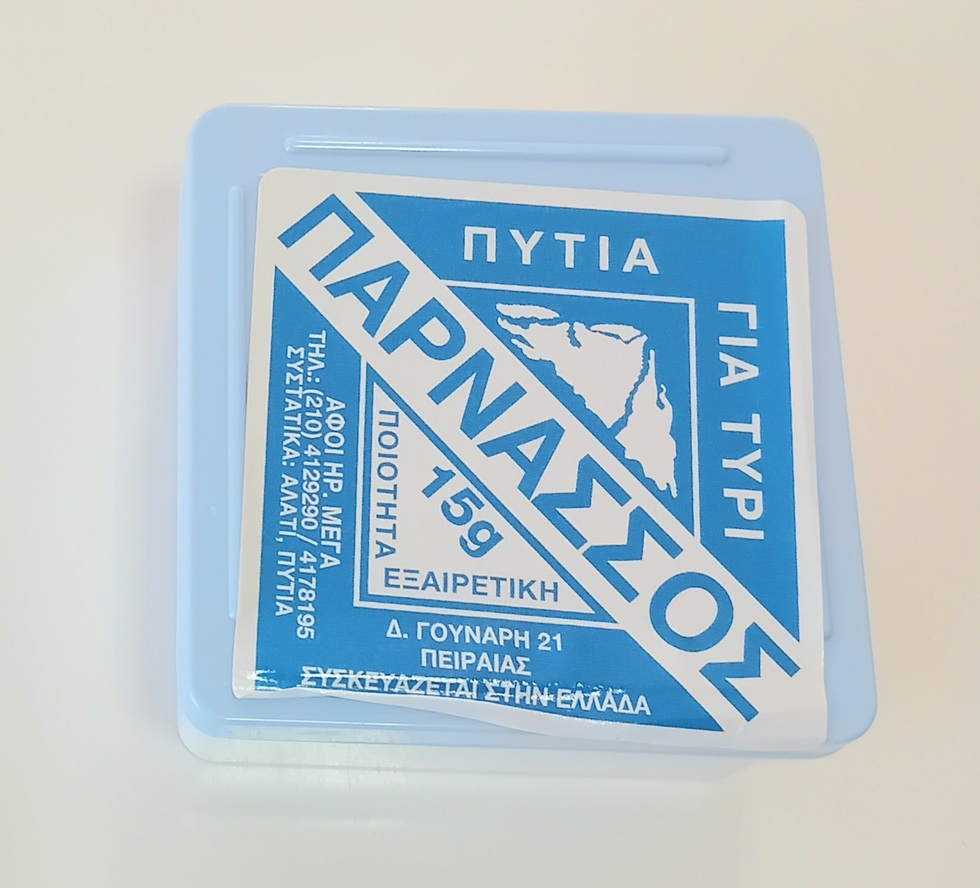 ΠΥΤΙΑ
ΓΙΑ ΤΥΡΙ
ΠΑΡΝΑΣΣΟΣ
15g
ΠΟΙΟΤΗΤΑ
ΕΞΑΙΡΕΤΙΚΗ
ΑΦΟΙ ΗΡ. ΜΕΓΑ
ΤΗΛ.: (210) 4129290 / 4178195
ΣΥΣΤΑΤΙΚΑ: ΑΛΑΤΙ, ΠΥΤΙΑ
Δ. ΓΟΥΝΑΡΗ 21
ΠΕΙΡΑΙΑΣ
ΣΥΣΚΕΥΑΖΕΤΑΙ ΣΤΗΝ ΕΛΛΑΔΑ